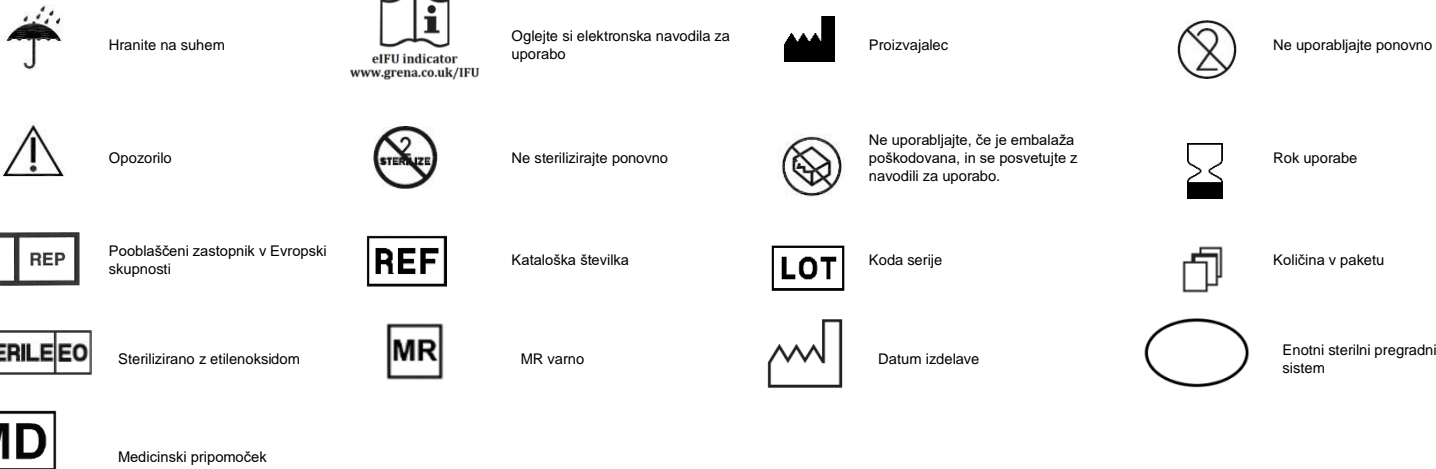 Hranite na suhem
i
eIFU indicator
www.grena.co.uk/IFU
Oglejte si elektronska navodila za
uporabo
Proizvajalec
2
Ne uporabljajte ponovno
!
Opozorilo
2
STERILIZE
Ne sterilizirajte ponovno
Ne uporabljajte, če je embalaža
poškodovana, in se posvetujte z
navodili za uporabo.
Rok uporabe
REP
Pooblaščeni zastopnik v Evropski
skupnosti
REF
Kataloška številka
LOT
Koda serije
Količina v paketu
ERILE EO
Sterilizirano z etilenoksidom
MR
MR varno
Datum izdelave
Enotni sterilni pregradni
sistem
MD
Medicinski pripomoček